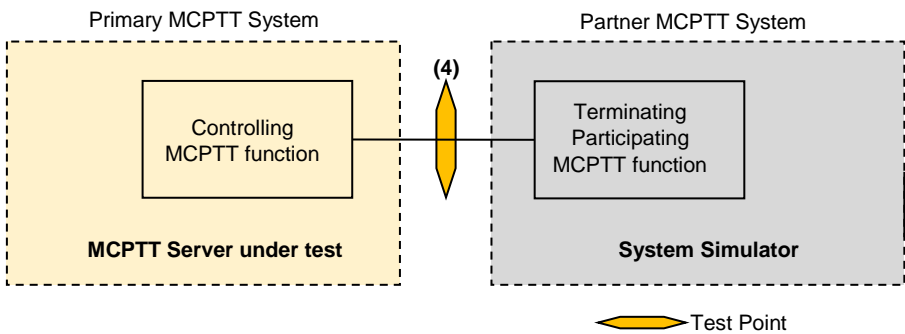 Primary MCPTT System
Partner MCPTT System
(4)
Controlling
MCPTT function
Terminating
Participating
MCPTT function
MCPTT Server under test
System Simulator
Test Point